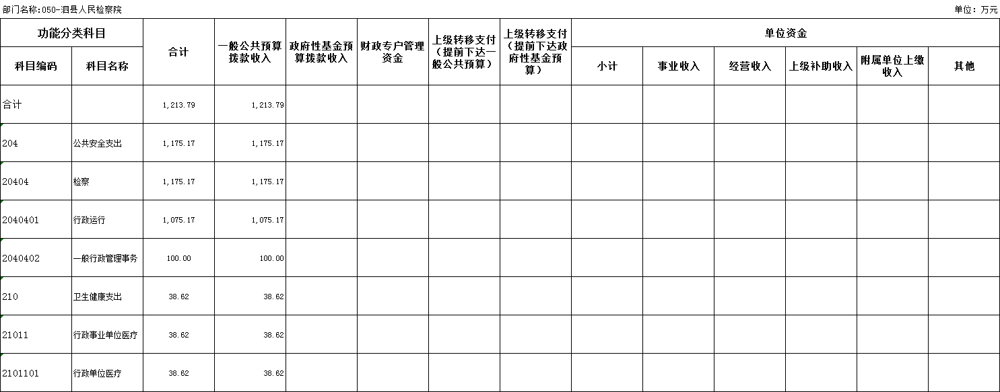 部门名称:050-泗县人民检察院 单位：万元
功能分类科目 合计 一般公共预算拨款收入 政府性基金预算拨款收入 财政专户管理资金 上级转移支付（提前下达一般公共预算） 上级转移支付（提前下达政府性基金预算） 单位资金
科目编码 科目名称 小计 事业收入 经营收入 上级补助收入 附属单位上缴收入 其他
合计 1,213.79 1,213.79
204 公共安全支出 1,175.17 1,175.17
20404 检察 1,175.17 1,175.17
2040401 行政运行 1,075.17 1,075.17
2040402 一般行政管理事务 100.00 100.00
210 卫生健康支出 38.62 38.62
21011 行政事业单位医疗 38.62 38.62
2101101 行政单位医疗 38.62 38.62